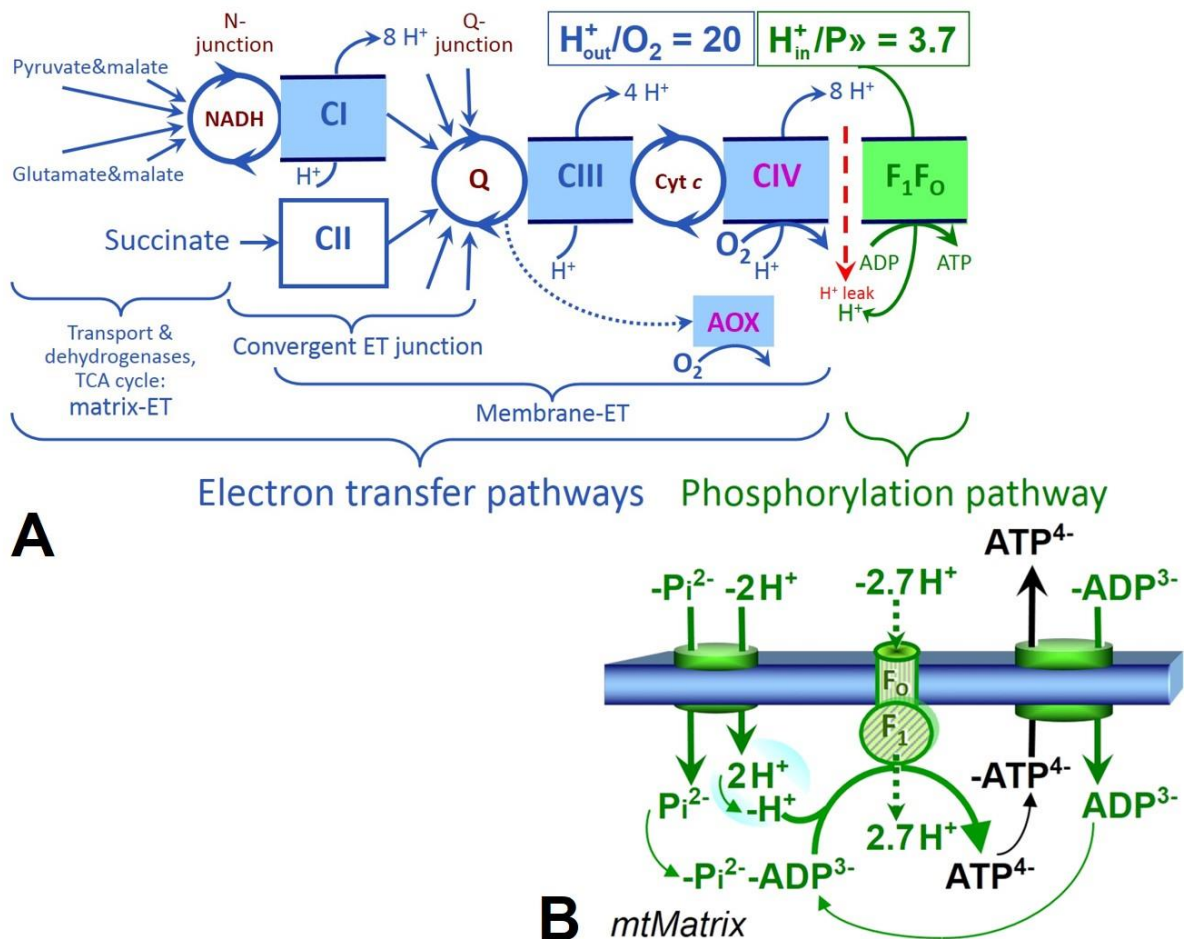 N-
junction
8 H⁺
Q-
junction
H⁺out/O₂ = 20
H⁺in/P» = 3.7
Pyruvate&malate
Glutamate&malate
NADH
CI
H⁺
4 H⁺
8 H⁺
Q
CIII
Cyt c
CIV
F₁Fₒ
Succinate
CII
H⁺
O₂
H⁺
ADP
ATP
H⁺ leak
H⁺
AOX
O₂
Transport &
dehydrogenases,
TCA cycle:
matrix-ET
Convergent ET junction
Membrane-ET
Electron transfer pathways
Phosphorylation pathway
A
ATP⁴⁻
-Pi²⁻
-2H⁺
-2.7H⁺
-ADP³⁻
Fₒ
F₁
2H⁺
-H⁺
Pi²⁻
2.7H⁺
-ATP⁴⁻
ADP³⁻
-Pi²⁻-ADP³⁻
ATP⁴⁻
B
mtMatrix